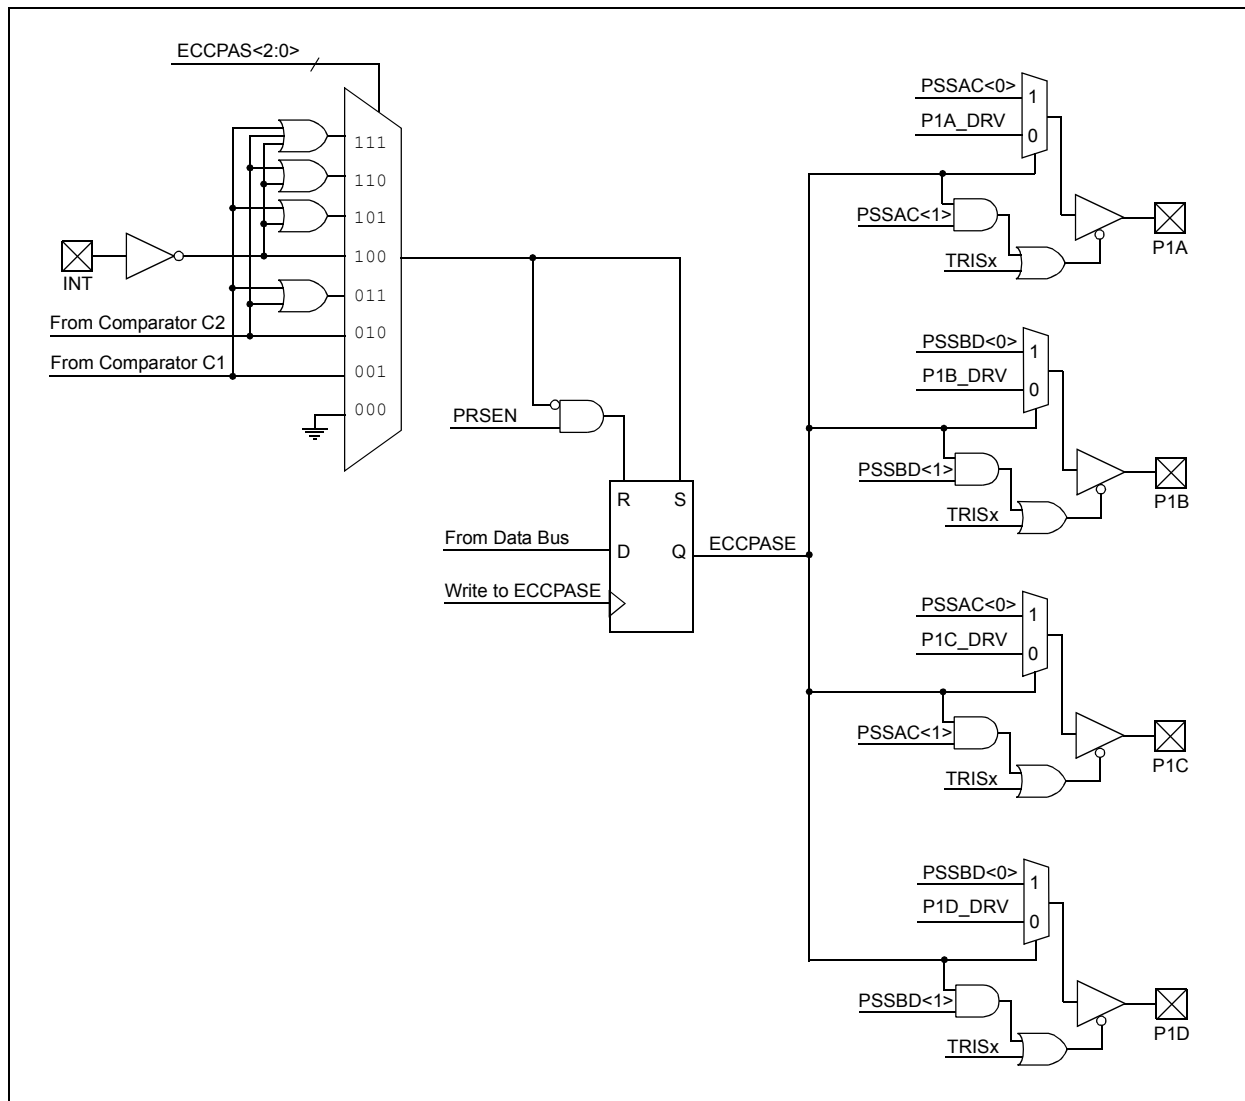 ECCPAS<2:0>
111
110
101
100
011
010
001
000
INT
From Comparator C2
From Comparator C1
PRSEN
R
S
From Data Bus
D
Q
ECCPASE
Write to ECCPASE
PSSAC<0>
1
P1A_DRV
0
PSSAC<1>
TRISx
P1A
PSSBD<0>
1
P1B_DRV
0
PSSBD<1>
TRISx
P1B
PSSAC<0>
1
P1C_DRV
0
PSSAC<1>
TRISx
P1C
PSSBD<0>
1
P1D_DRV
0
PSSBD<1>
TRISx
P1D